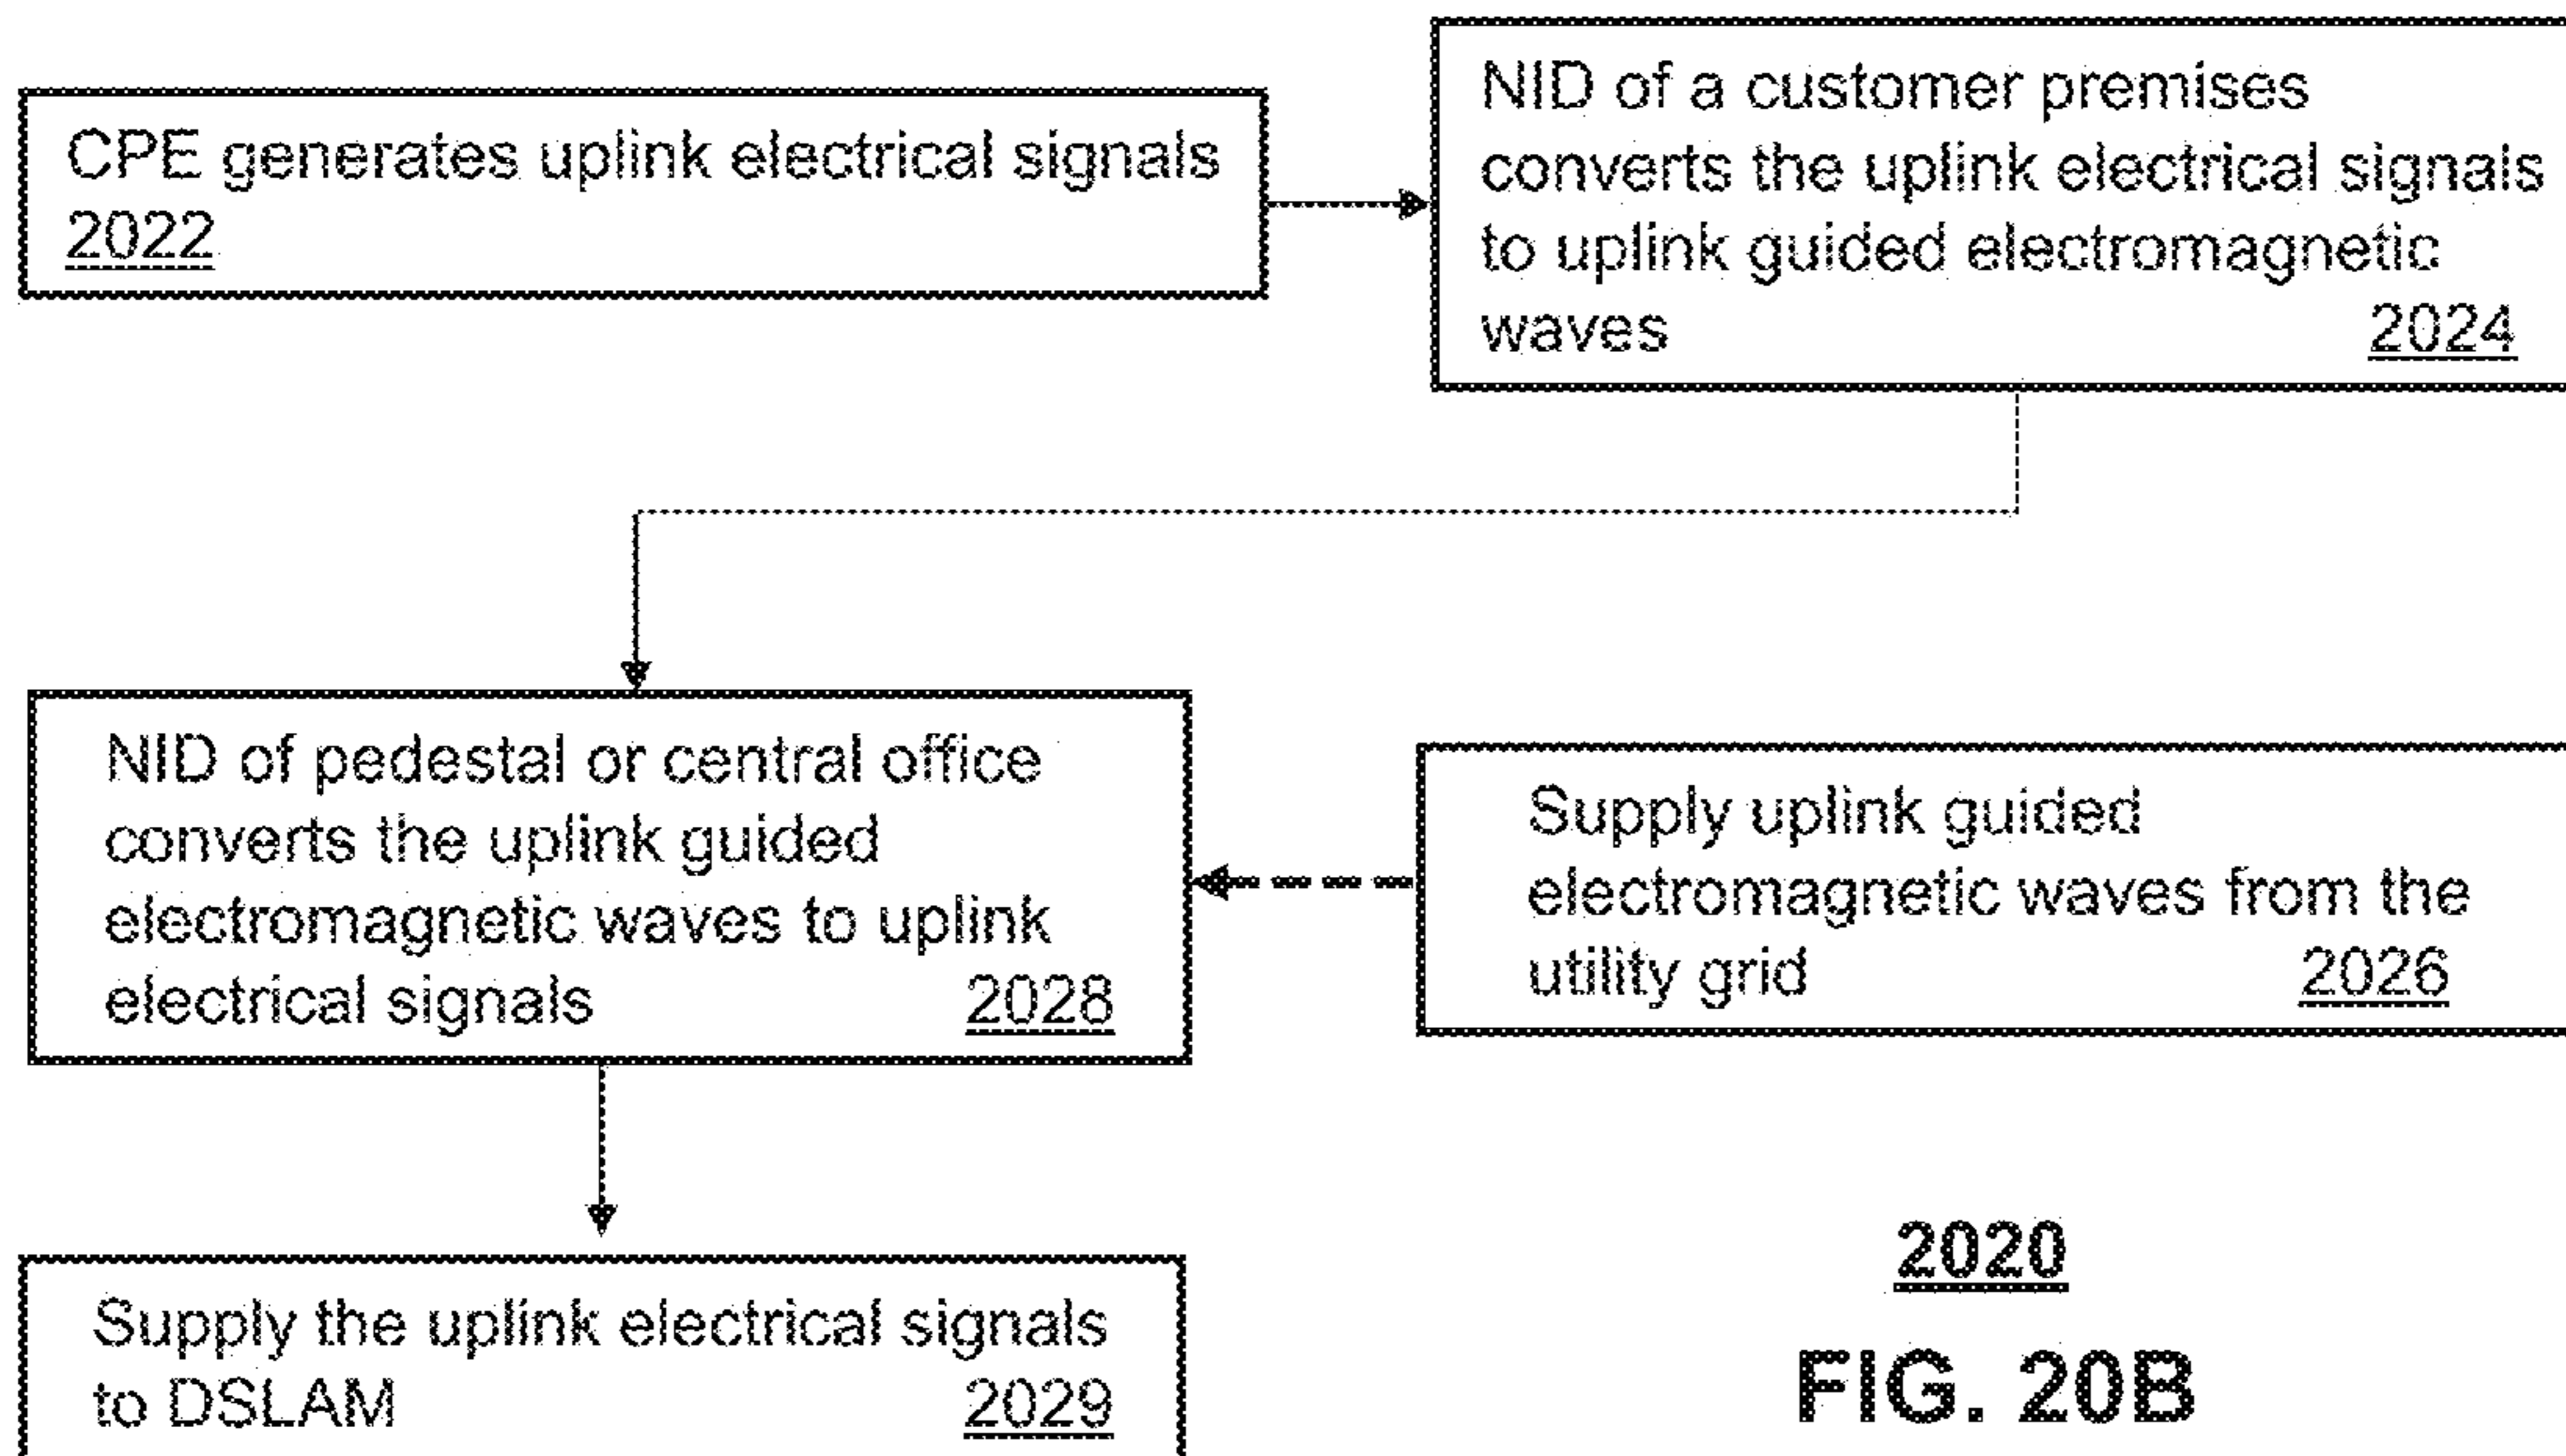 CPE generates uplink electrical signals
2022
NID of a customer premises
converts the uplink electrical signals
to uplink guided electromagnetic
waves 2024
NID of pedestal or central office
converts the uplink guided
electromagnetic waves to uplink
electrical signals 2028
Supply uplink guided
electromagnetic waves from the
utility grid 2026
Supply the uplink electrical signals
to DSLAM 2029
2020
FIG. 20B